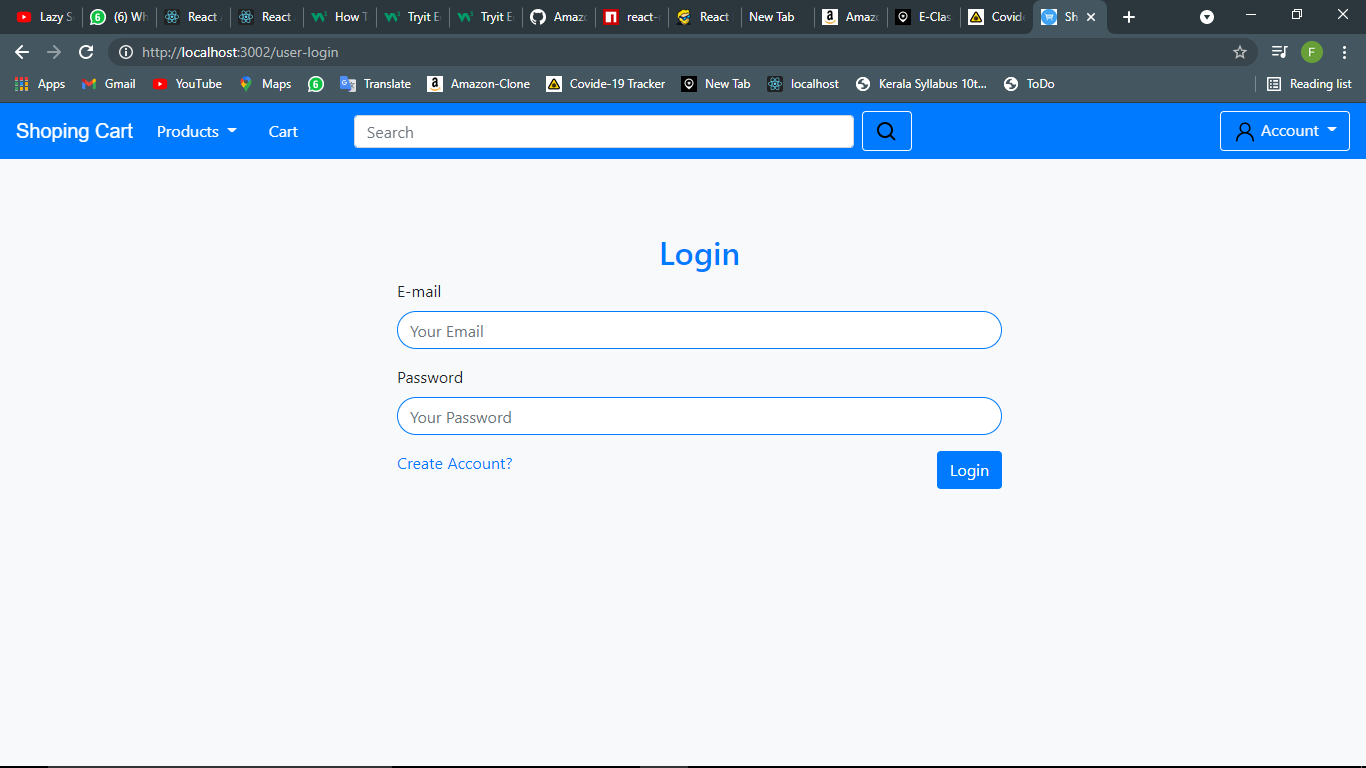 Lazy S (6) Wh React React How T Tryit E Tryit E Amaz react- React New Tab Amaz E-Clas Covid Sh
http://localhost:3002/user-login F
Apps Gmail YouTube Maps 6 Translate Amazon-Clone Covide-19 Tracker New Tab localhost Kerala Syllabus 10t... ToDo Reading list
Shoping Cart Products Cart Search Account
Login
E-mail
Your Email
Password
Your Password
Create Account? Login